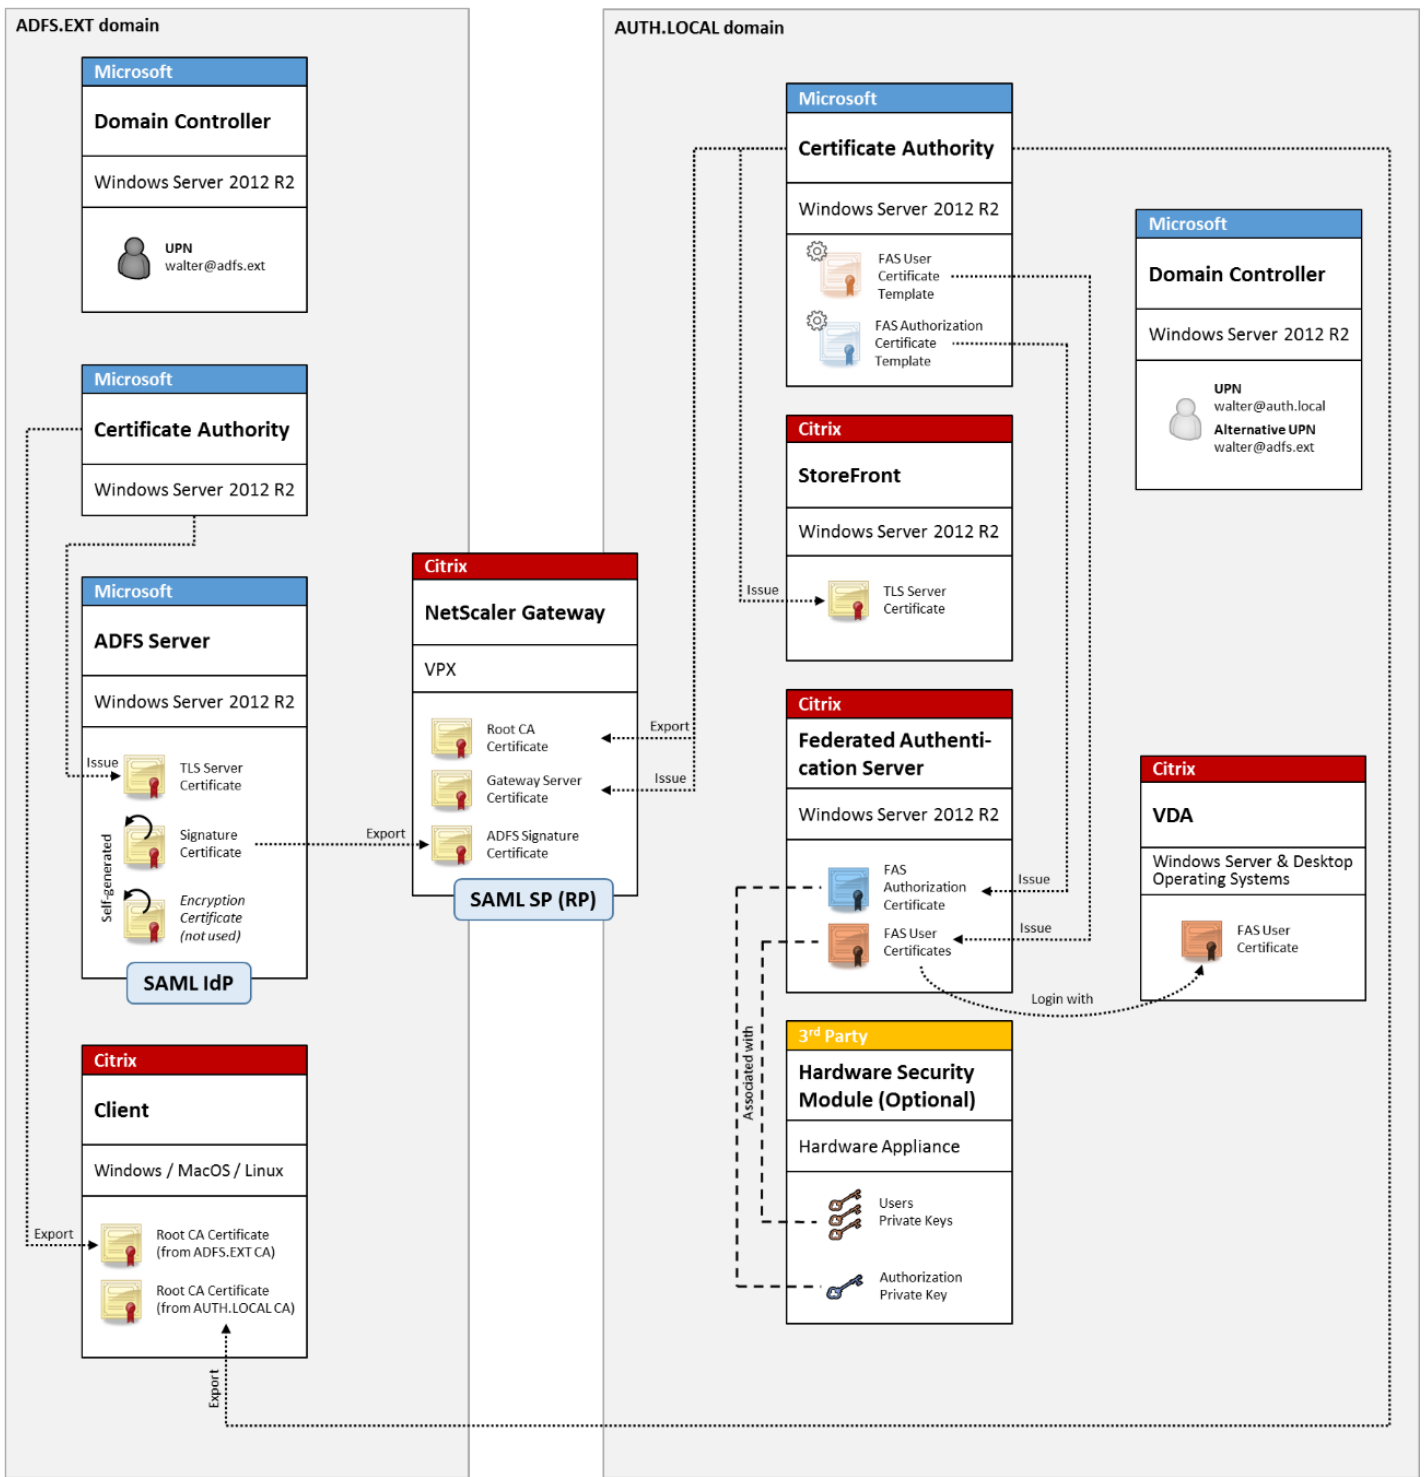 ADFS.EXT domain
Microsoft
Domain Controller
Windows Server 2012 R2
UPN
walter@adfs.ext
Microsoft
Certificate Authority
Windows Server 2012 R2
Microsoft
ADFS Server
Windows Server 2012 R2
Issue
TLS Server
Certificate
Self-generated
Signature
Certificate
Encryption
Certificate
(not used)
SAML IdP
Citrix
Client
Windows / MacOS / Linux
Export
Root CA Certificate
(from ADFS.EXT CA)
Root CA Certificate
(from AUTH.LOCAL CA)
Export
Citrix
NetScaler Gateway
VPX
Root CA
Certificate
Export
Gateway Server
Certificate
Issue
Export
ADFS Signature
Certificate
SAML SP (RP)
AUTH.LOCAL domain
Microsoft
Certificate Authority
Windows Server 2012 R2
FAS User
Certificate
Template
FAS Authorization
Certificate
Template
Citrix
StoreFront
Windows Server 2012 R2
Issue
TLS Server
Certificate
Citrix
Federated Authenti-
cation Server
Windows Server 2012 R2
FAS
Authorization
Certificate
Issue
FAS User
Certificates
Issue
Login with
Associated with
3rd Party
Hardware Security
Module (Optional)
Hardware Appliance
Users
Private Keys
Authorization
Private Key
Microsoft
Domain Controller
Windows Server 2012 R2
UPN
walter@auth.local
Alternative UPN
walter@adfs.ext
Citrix
VDA
Windows Server & Desktop
Operating Systems
FAS User
Certificate